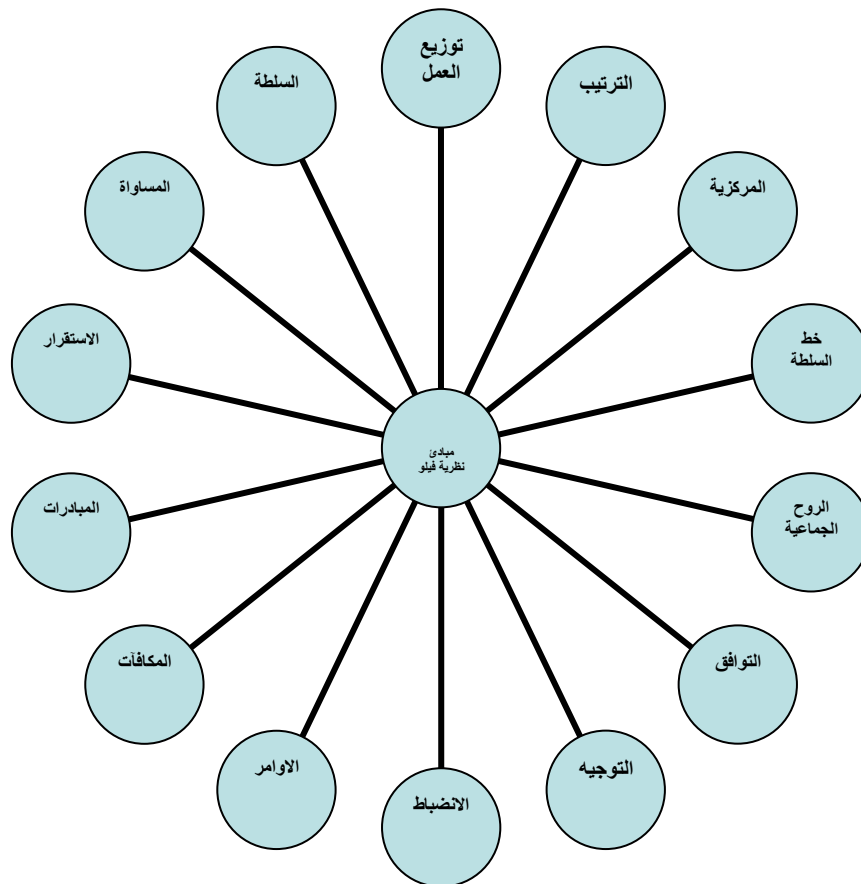 توزيع
العمل
الترتيب
المركزية
خط
السلطة
الروح
الجماعية
التوافق
التوجيه
الانضباط
الاوامر
المكافآت
المبادرات
الاستقرار
المساواة
السلطة
مبادئ
نظرية فيلو